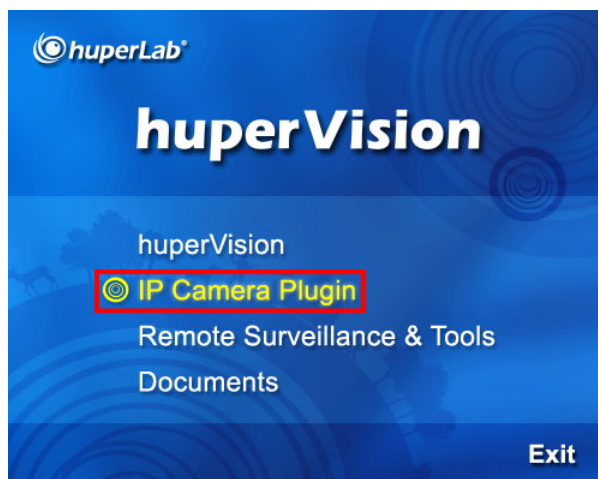 huperLab®
huperVision
huperVision
IP Camera Plugin
Remote Surveillance & Tools
Documents
Exit